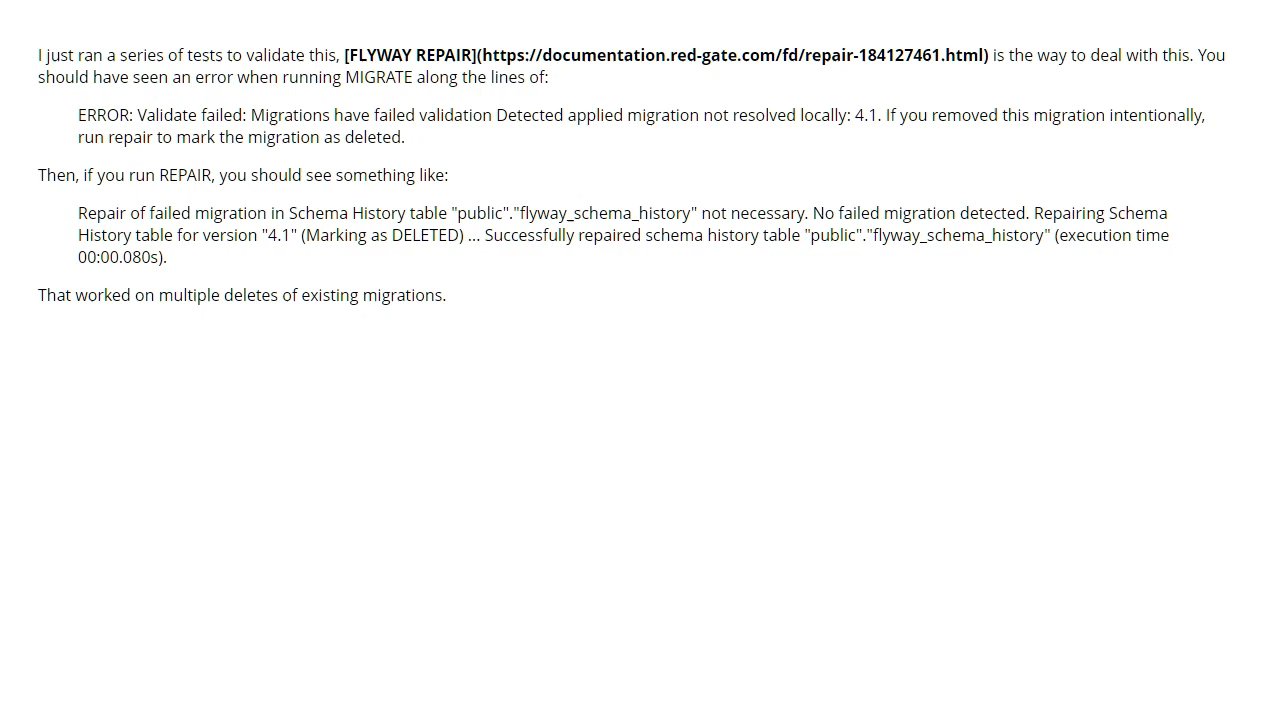 I just ran a series of tests to validate this, [FLYWAY REPAIR](https://documentation.red-gate.com/fd/repair-184127461.html) is the way to deal with this. You
should have seen an error when running MIGRATE along the lines of:
ERROR: Validate failed: Migrations have failed validation Detected applied migration not resolved locally: 4.1. If you removed this migration intentionally,
run repair to mark the migration as deleted.
Then, if you run REPAIR, you should see something like:
Repair of failed migration in Schema History table "public"."flyway_schema_history" not necessary. No failed migration detected. Repairing Schema
History table for version "4.1" (Marking as DELETED) ... Successfully repaired schema history table "public"."flyway_schema_history" (execution time
00:00.080s).
That worked on multiple deletes of existing migrations.